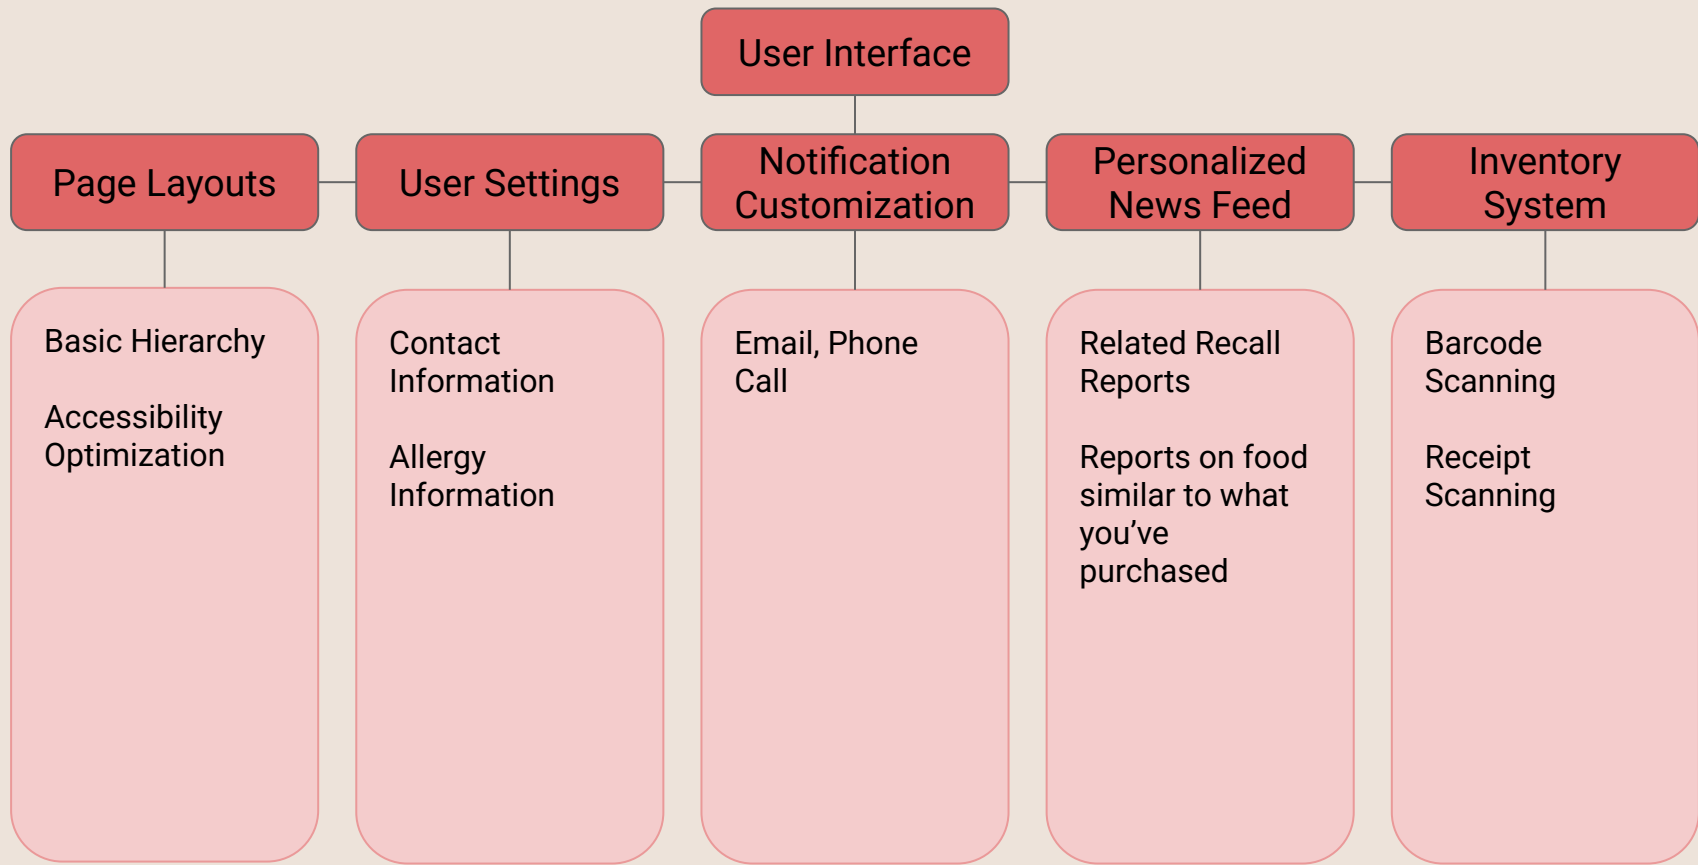 User Interface
Page Layouts
User Settings
Notification
Customization
Personalized
News Feed
Inventory
System
Basic Hierarchy
Accessibility
Optimization
Contact
Information
Allergy
Information
Email, Phone
Call
Related Recall
Reports
Reports on food
similar to what
you’ve
purchased
Barcode
Scanning
Receipt
Scanning